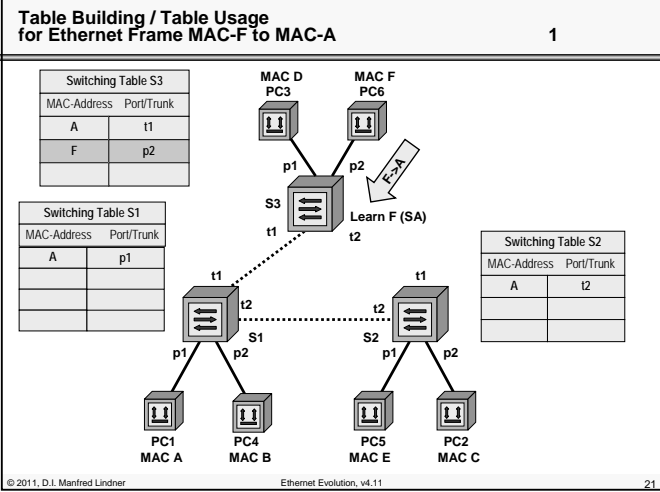 Table Building / Table Usage
for Ethernet Frame MAC-F to MAC-A 1
Switching Table S3
MAC-Address Port/Trunk
A t1
F p2
MAC D
PC3
MAC F
PC6
p1
p2
F->A
S3
Learn F (SA)
t1
t2
Switching Table S1
MAC-Address Port/Trunk
A p1
Switching Table S2
MAC-Address Port/Trunk
A t2
t1
t2
S1
p1
p2
t1
t2
S2
p1
p2
PC1
MAC A
PC4
MAC B
PC5
MAC E
PC2
MAC C
© 2011, D.I. Manfred Lindner Ethernet Evolution, v4.11 21